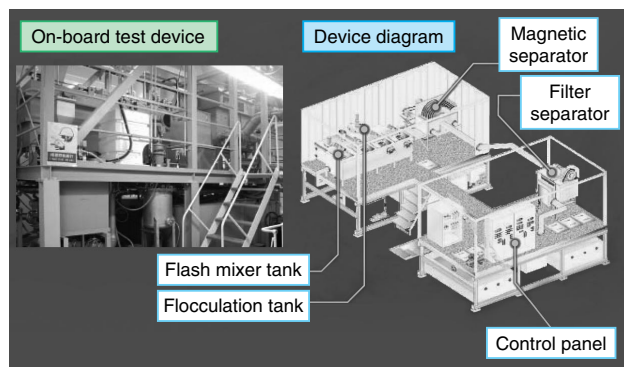 On-board test device
Device diagram
Magnetic
separator
Filter
separator
Flash mixer tank
Flocculation tank
Control panel